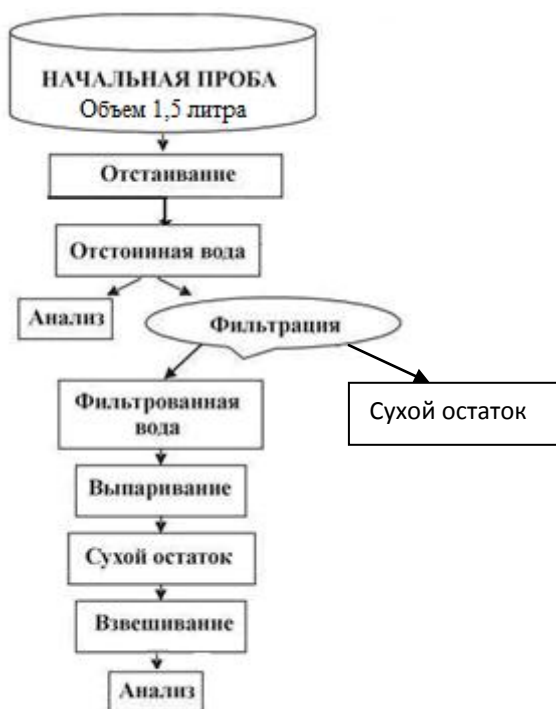 НАЧАЛЬНАЯ ПРОБА
Объем 1,5 литра
Отстаивание
Отстоинная вода
Анализ
Фильтрация
Фильтрованная
вода
Сухой остаток
Выпаривание
Сухой остаток
Взвешивание
Анализ